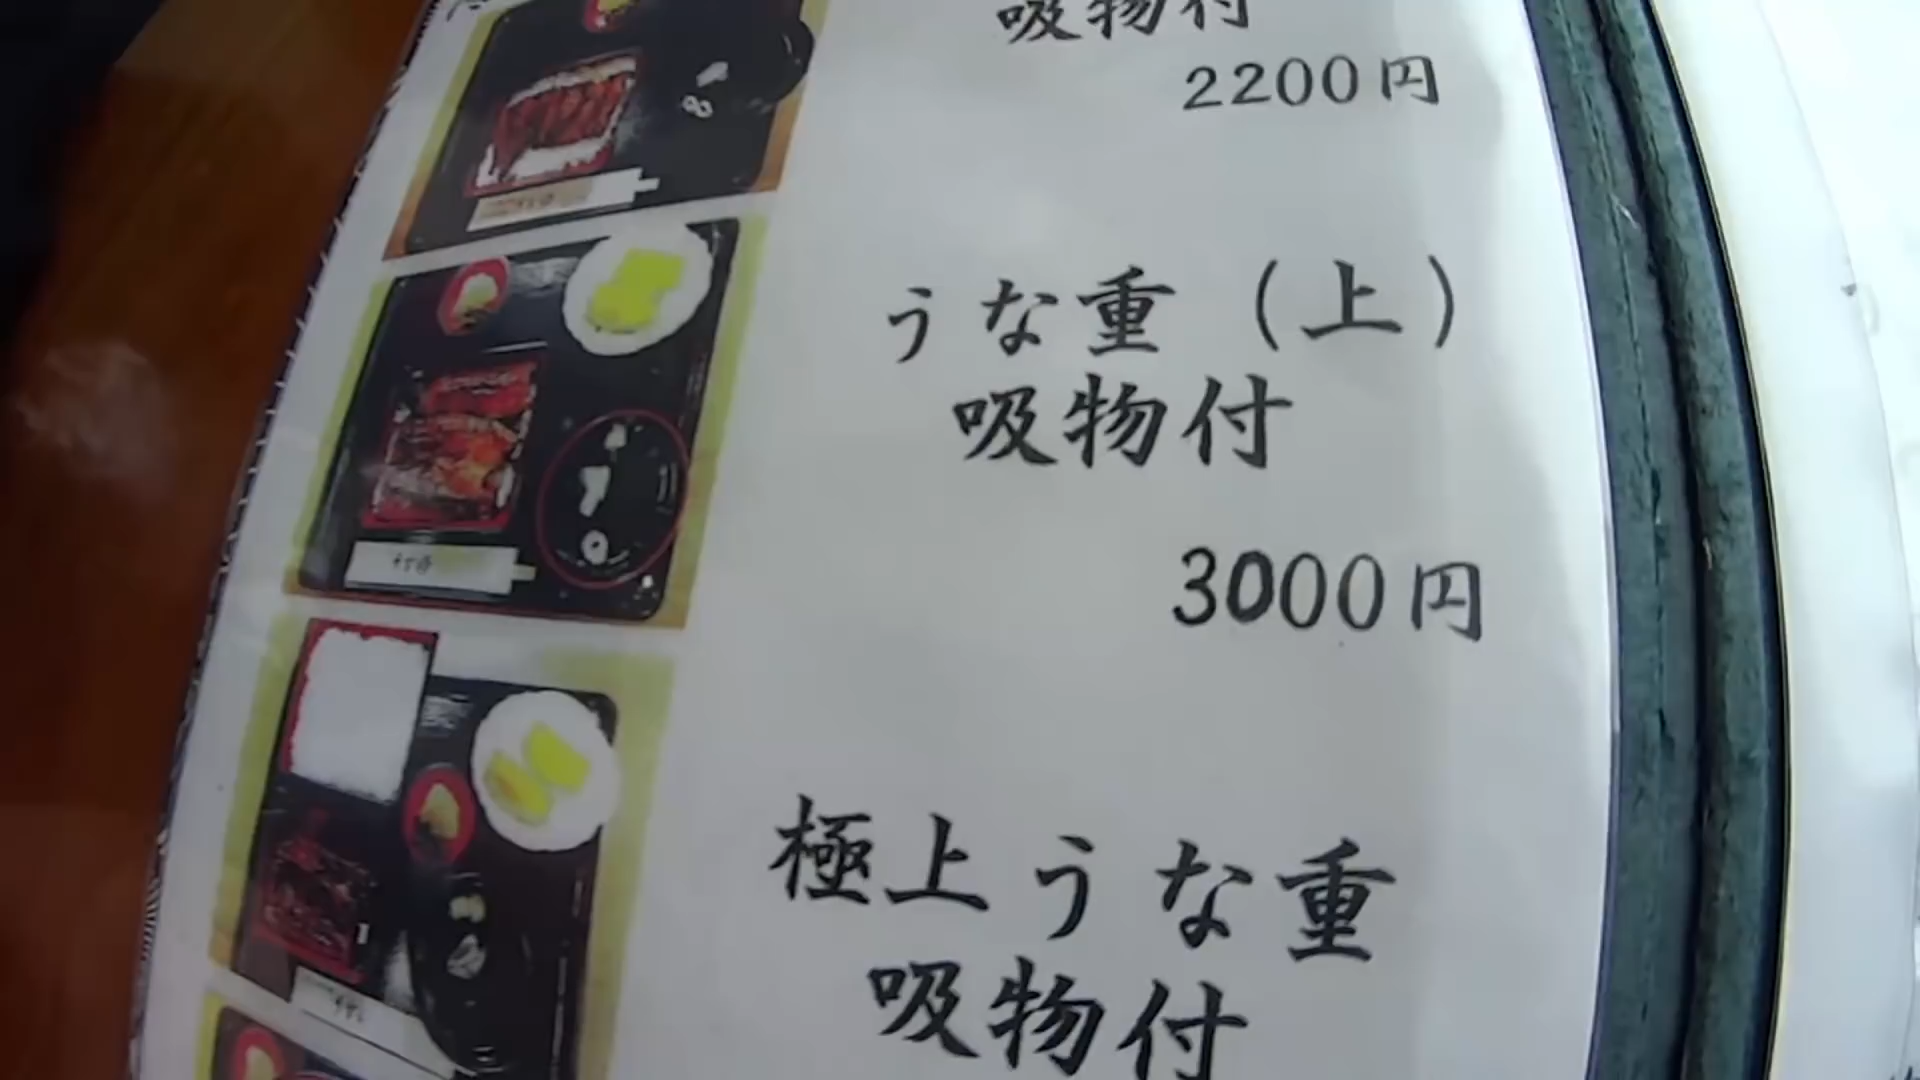 吸物付
2200円
うな重（上）
吸物付
3000円
極上うな重
吸物付